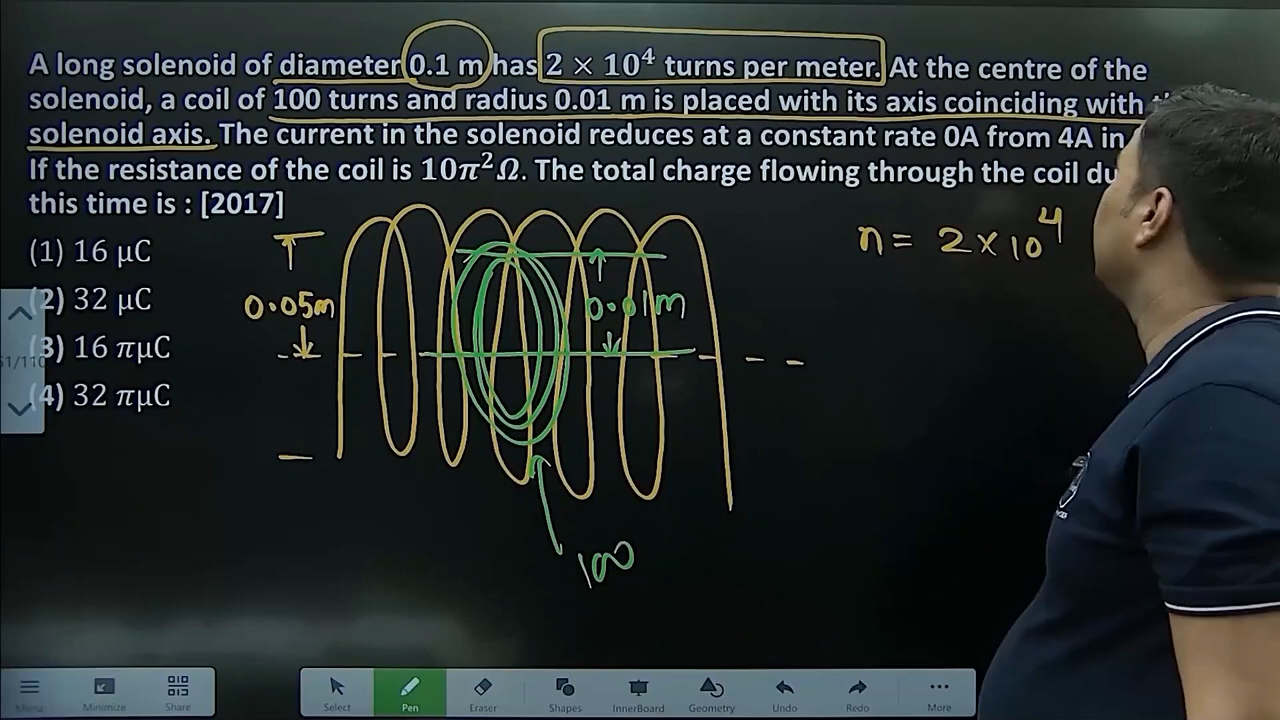 A long solenoid of diameter 0.1 m has 2 × 10⁴ turns per meter. At the centre of the
solenoid, a coil of 100 turns and radius 0.01 m is placed with its axis coinciding with
solenoid axis. The current in the solenoid reduces at a constant rate 0A from 4A in
If the resistance of the coil is 10π²Ω. The total charge flowing through the coil
this time is : [2017]
(1) 16 μC
(2) 32 μC
(3) 16 πμC
(4) 32 πμC
0.05m
0.01m
100
n = 2×10⁴
51/110
Menu
Minimize
Share
Select
Pen
Eraser
Shapes
InnerBoard
Geometry
Undo
Redo
More